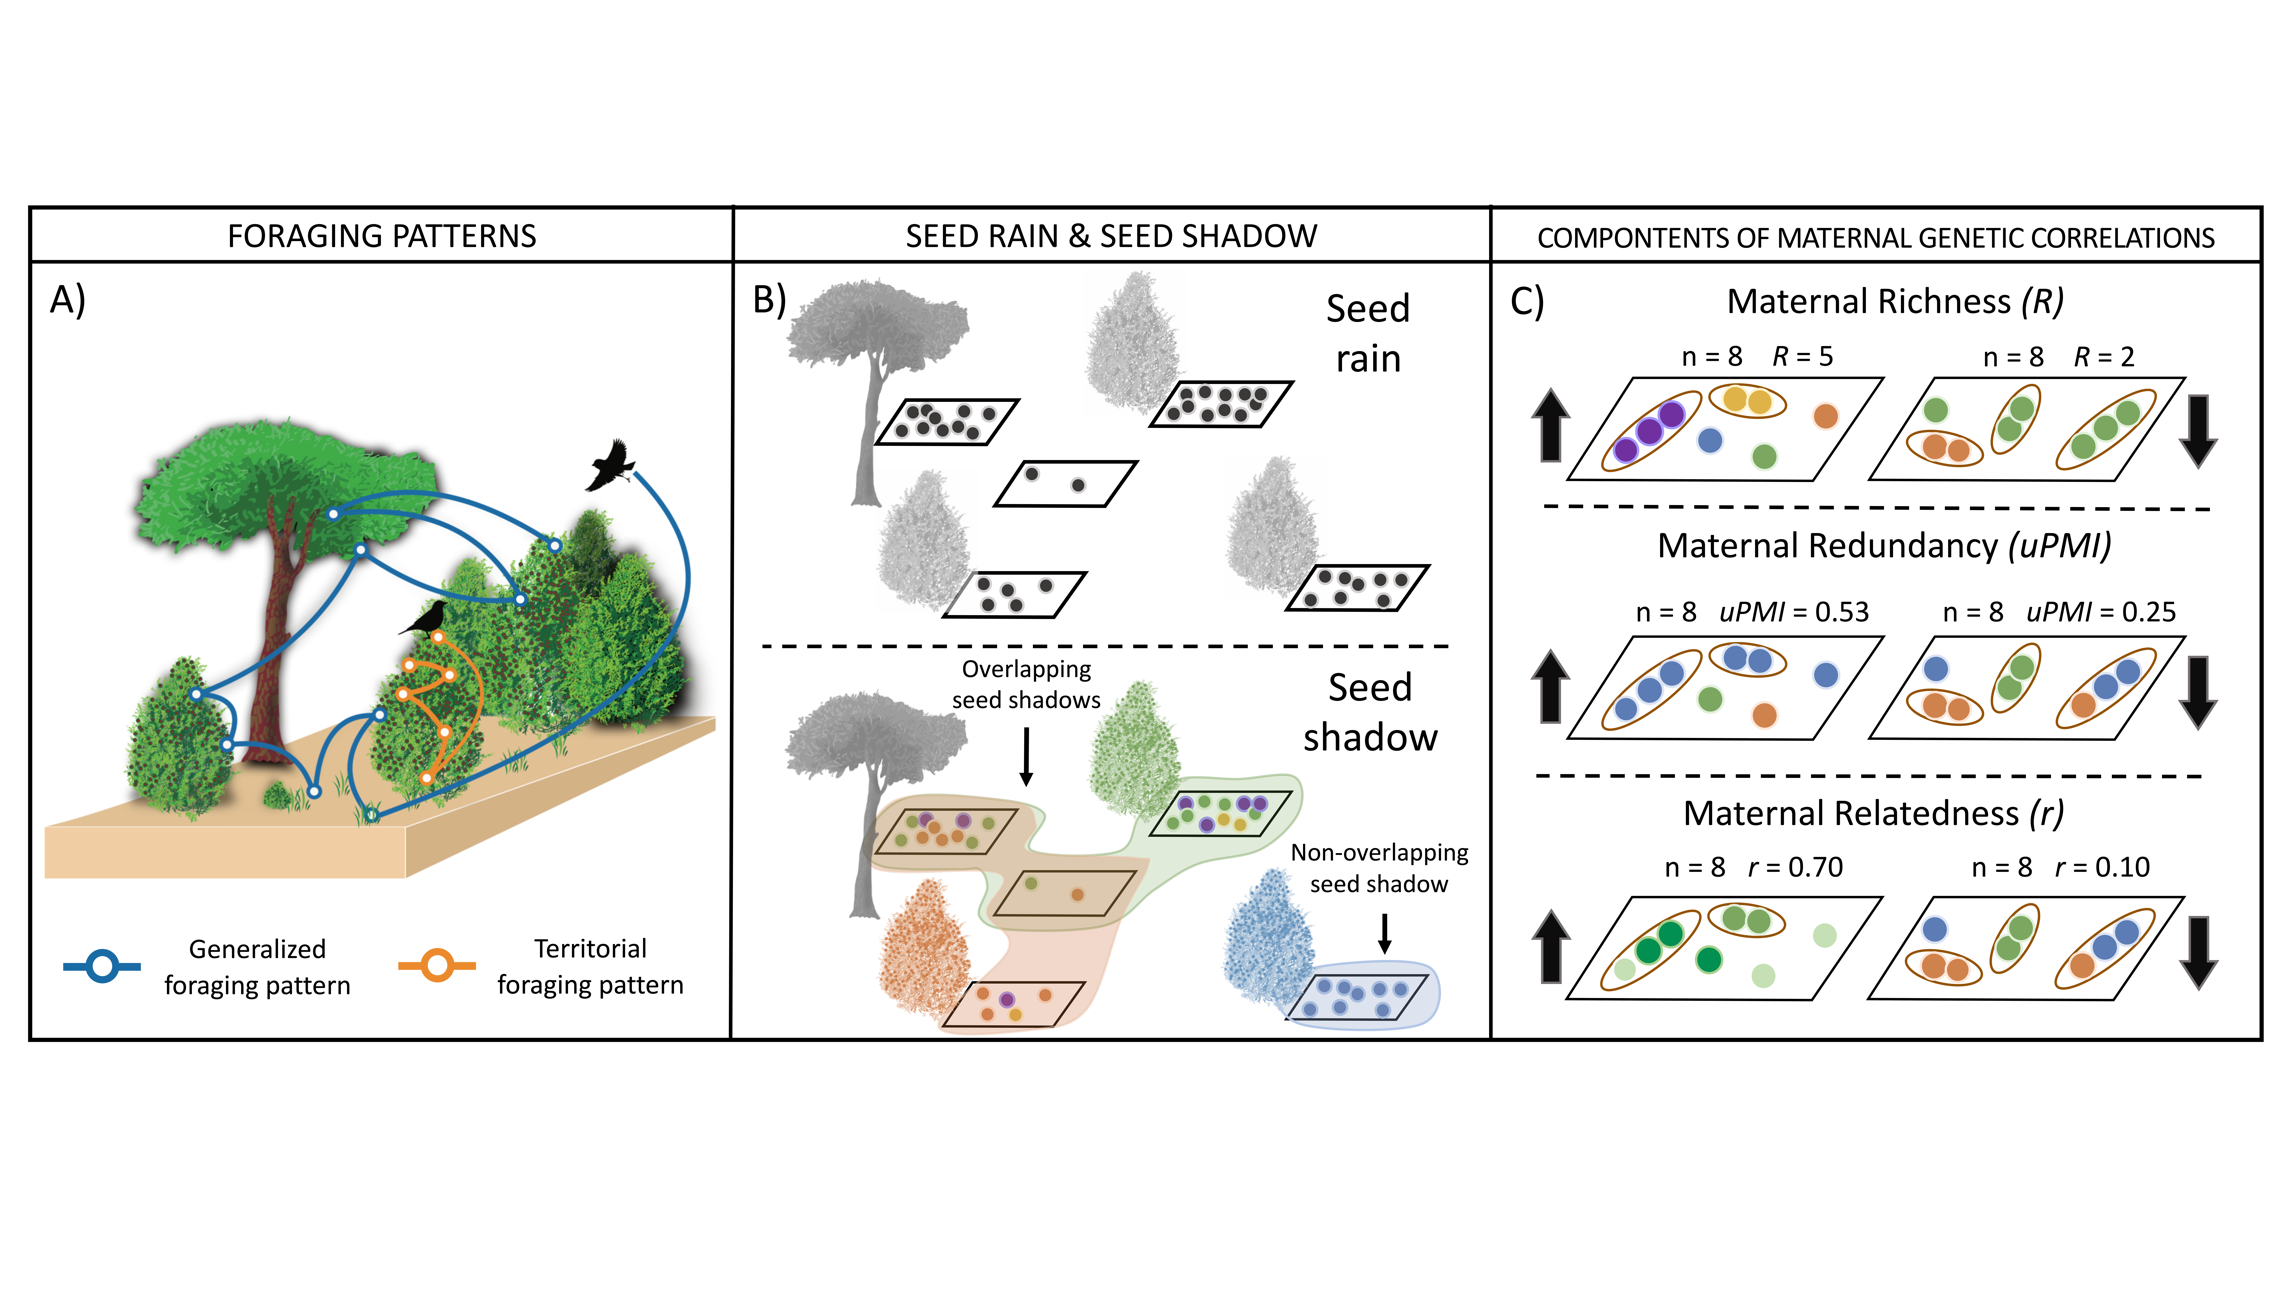 FORAGING PATTERNS
SEED RAIN & SEED SHADOW
COMPONTENTS OF MATERNAL GENETIC CORRELATIONS
A)
Generalized
foraging pattern
Territorial
foraging pattern
B)
Seed
rain
Overlapping
seed shadows
Seed
shadow
Non-overlapping
seed shadow
C)
Maternal Richness (R)
n = 8 R = 5
n = 8 R = 2
Maternal Redundancy (uPMI)
n = 8 uPMI = 0.53
n = 8 uPMI = 0.25
Maternal Relatedness (r)
n = 8 r = 0.70
n = 8 r = 0.10